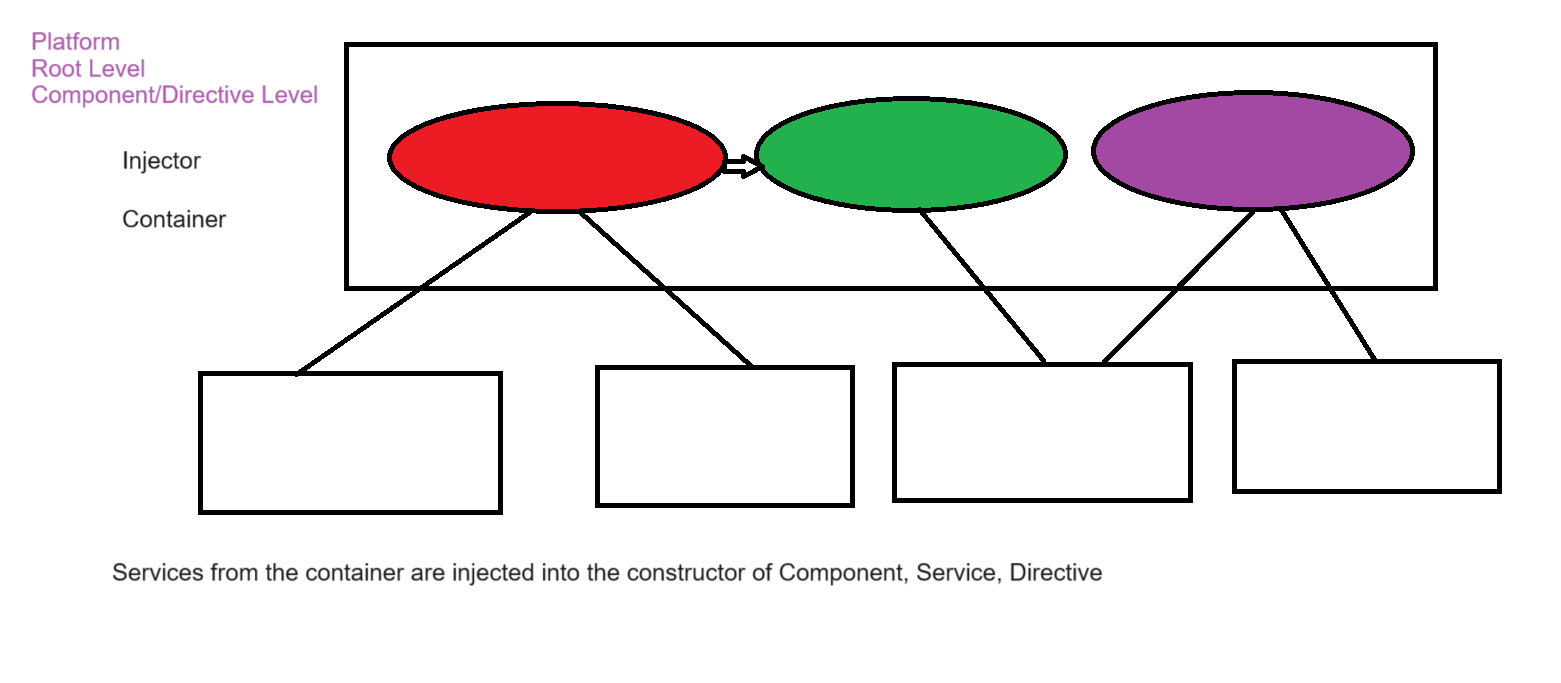 Platform
Root Level
Component/Directive Level
Injector
Container
Services from the container are injected into the constructor of Component, Service, Directive